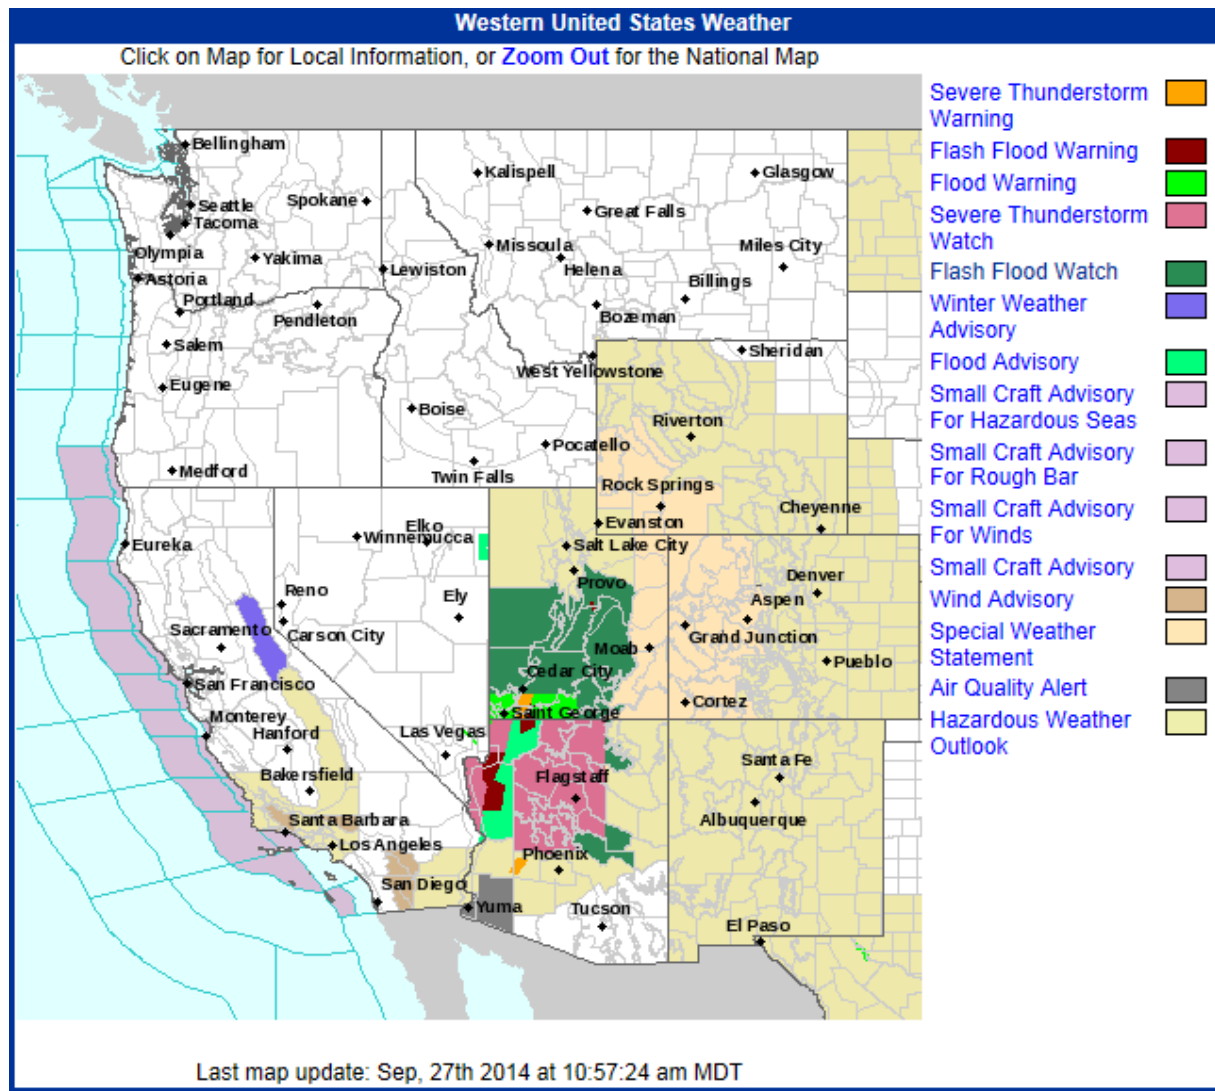 Western United States Weather
Click on Map for Local Information, or Zoom Out for the National Map
Bellingham
Seattle
Tacoma
Olympia
Spokane
Yakima
Astoria
Portland
Pendleton
Salem
Eugene
Medford
Lewiston
Kalispell
Glasgow
Great Falls
Missoula
Helena
Miles City
Billings
Bozeman
West Yellowstone
Sheridan
Boise
Pocatello
Twin Falls
Riverton
Rock Springs
Evanston
Cheyenne
Eureka
Elko
Winnemucca
Salt Lake City
Provo
Reno
Carson City
Ely
Sacramento
San Francisco
Moab
Cedar City
Saint George
Denver
Aspen
Grand Junction
Pueblo
Cortez
Monterey
Hanford
Bakersfield
Las Vegas
Santa Barbara
Los Angeles
San Diego
Flagstaff
Phoenix
Yuma
Tucson
Santa Fe
Albuquerque
El Paso
Severe Thunderstorm
Warning
Flash Flood Warning
Flood Warning
Severe Thunderstorm
Watch
Flash Flood Watch
Winter Weather
Advisory
Flood Advisory
Small Craft Advisory
For Hazardous Seas
Small Craft Advisory
For Rough Bar
Small Craft Advisory
For Winds
Small Craft Advisory
Wind Advisory
Special Weather
Statement
Air Quality Alert
Hazardous Weather
Outlook
Last map update: Sep, 27th 2014 at 10:57:24 am MDT